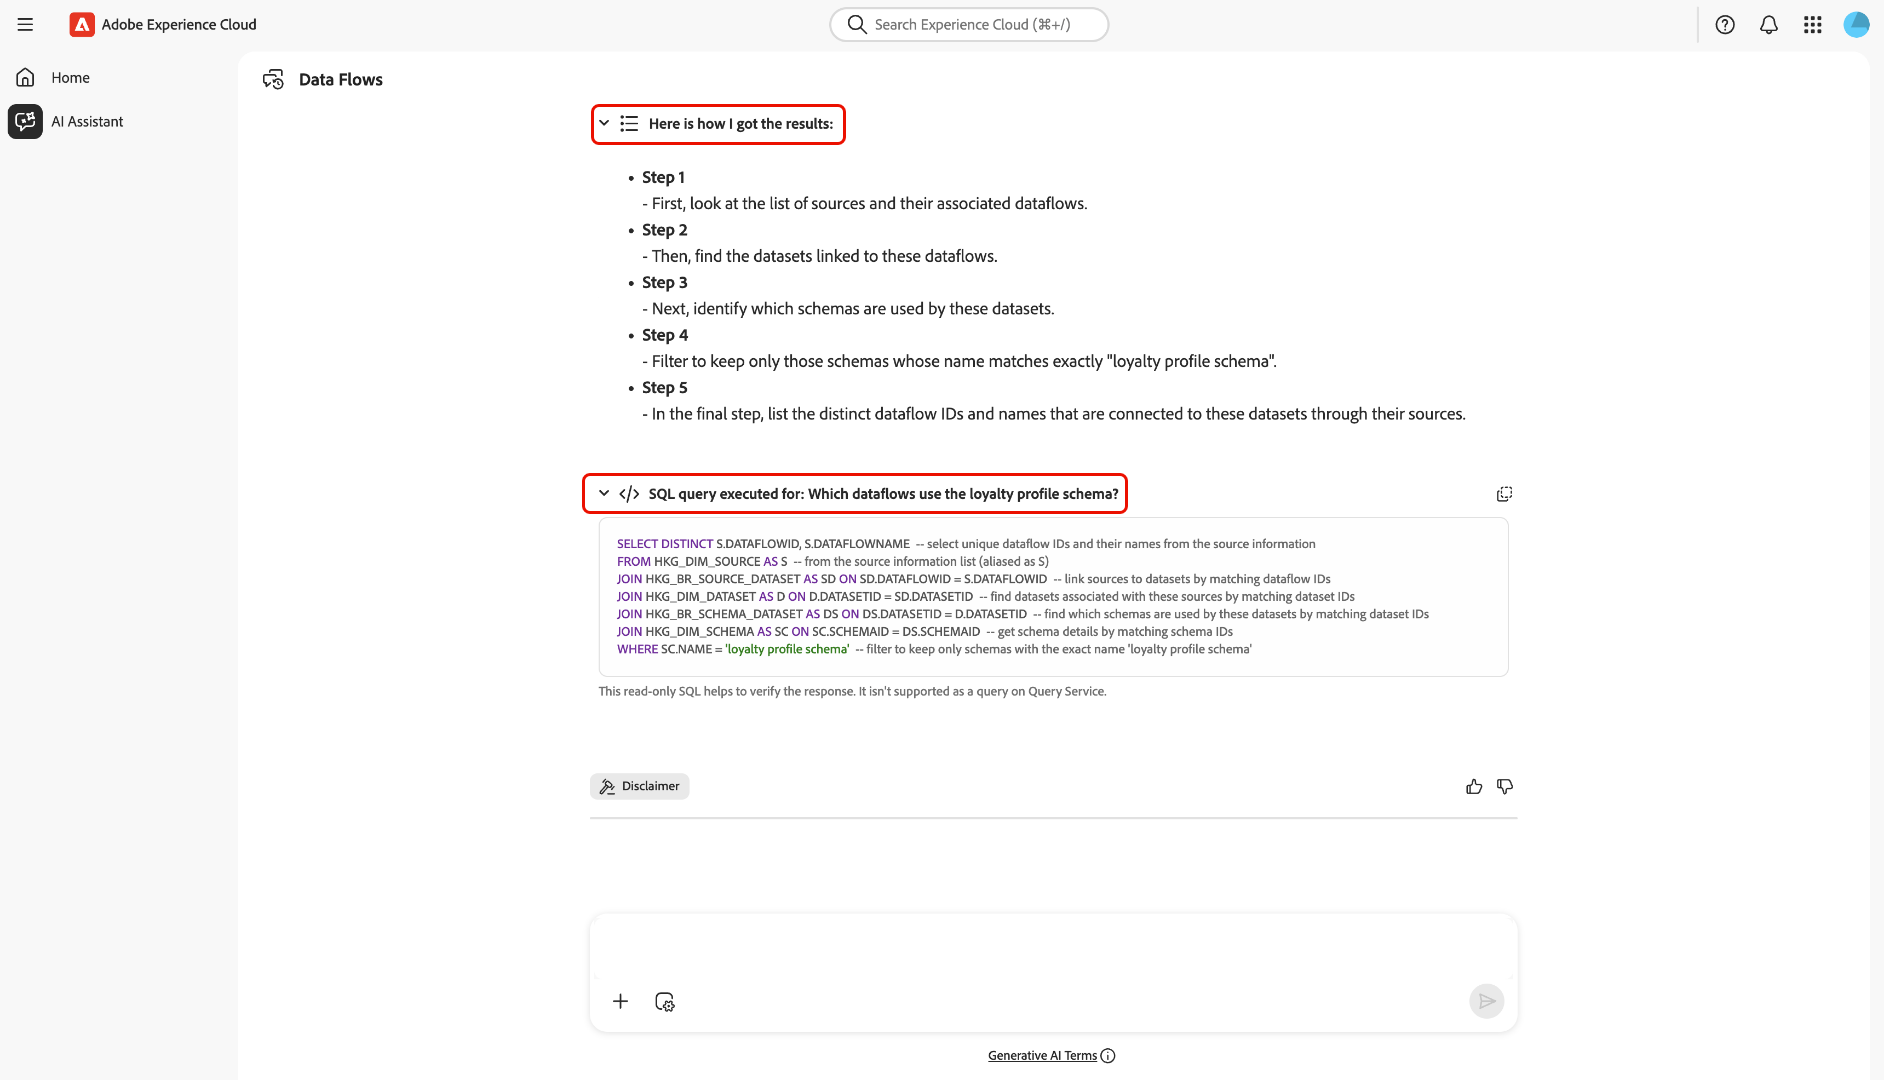 Adobe Experience Cloud
Search Experience Cloud (⌘+/)
Home
AI Assistant
Data Flows
Here is how I got the results:
• Step 1
- First, look at the list of sources and their associated dataflows.
• Step 2
- Then, find the datasets linked to these dataflows.
• Step 3
- Next, identify which schemas are used by these datasets.
• Step 4
- Filter to keep only those schemas whose name matches exactly "loyalty profile schema".
• Step 5
- In the final step, list the distinct dataflow IDs and names that are connected to these datasets through their sources.
</> SQL query executed for: Which dataflows use the loyalty profile schema?
SELECT DISTINCT S.DATAFLOWID, S.DATAFLOWNAME -- select unique dataflow IDs and their names from the source information
FROM HKG_DIM_SOURCE AS S -- from the source information list (aliased as S)
JOIN HKG_BR_SOURCE_DATASET AS SD ON SD.DATAFLOWID = S.DATAFLOWID -- link sources to datasets by matching dataflow IDs
JOIN HKG_DIM_DATASET AS D ON D.DATASETID = SD.DATASETID -- find datasets associated with these sources by matching dataset IDs
JOIN HKG_BR_SCHEMA_DATASET AS DS ON DS.DATASETID = D.DATASETID -- find which schemas are used by these datasets by matching dataset IDs
JOIN HKG_DIM_SCHEMA AS SC ON SC.SCHEMAID = DS.SCHEMAID -- get schema details by matching schema IDs
WHERE SC.NAME = 'loyalty profile schema' -- filter to keep only schemas with the exact name 'loyalty profile schema'
This read-only SQL helps to verify the response. It isn't supported as a query on Query Service.
Disclaimer
Generative AI Terms